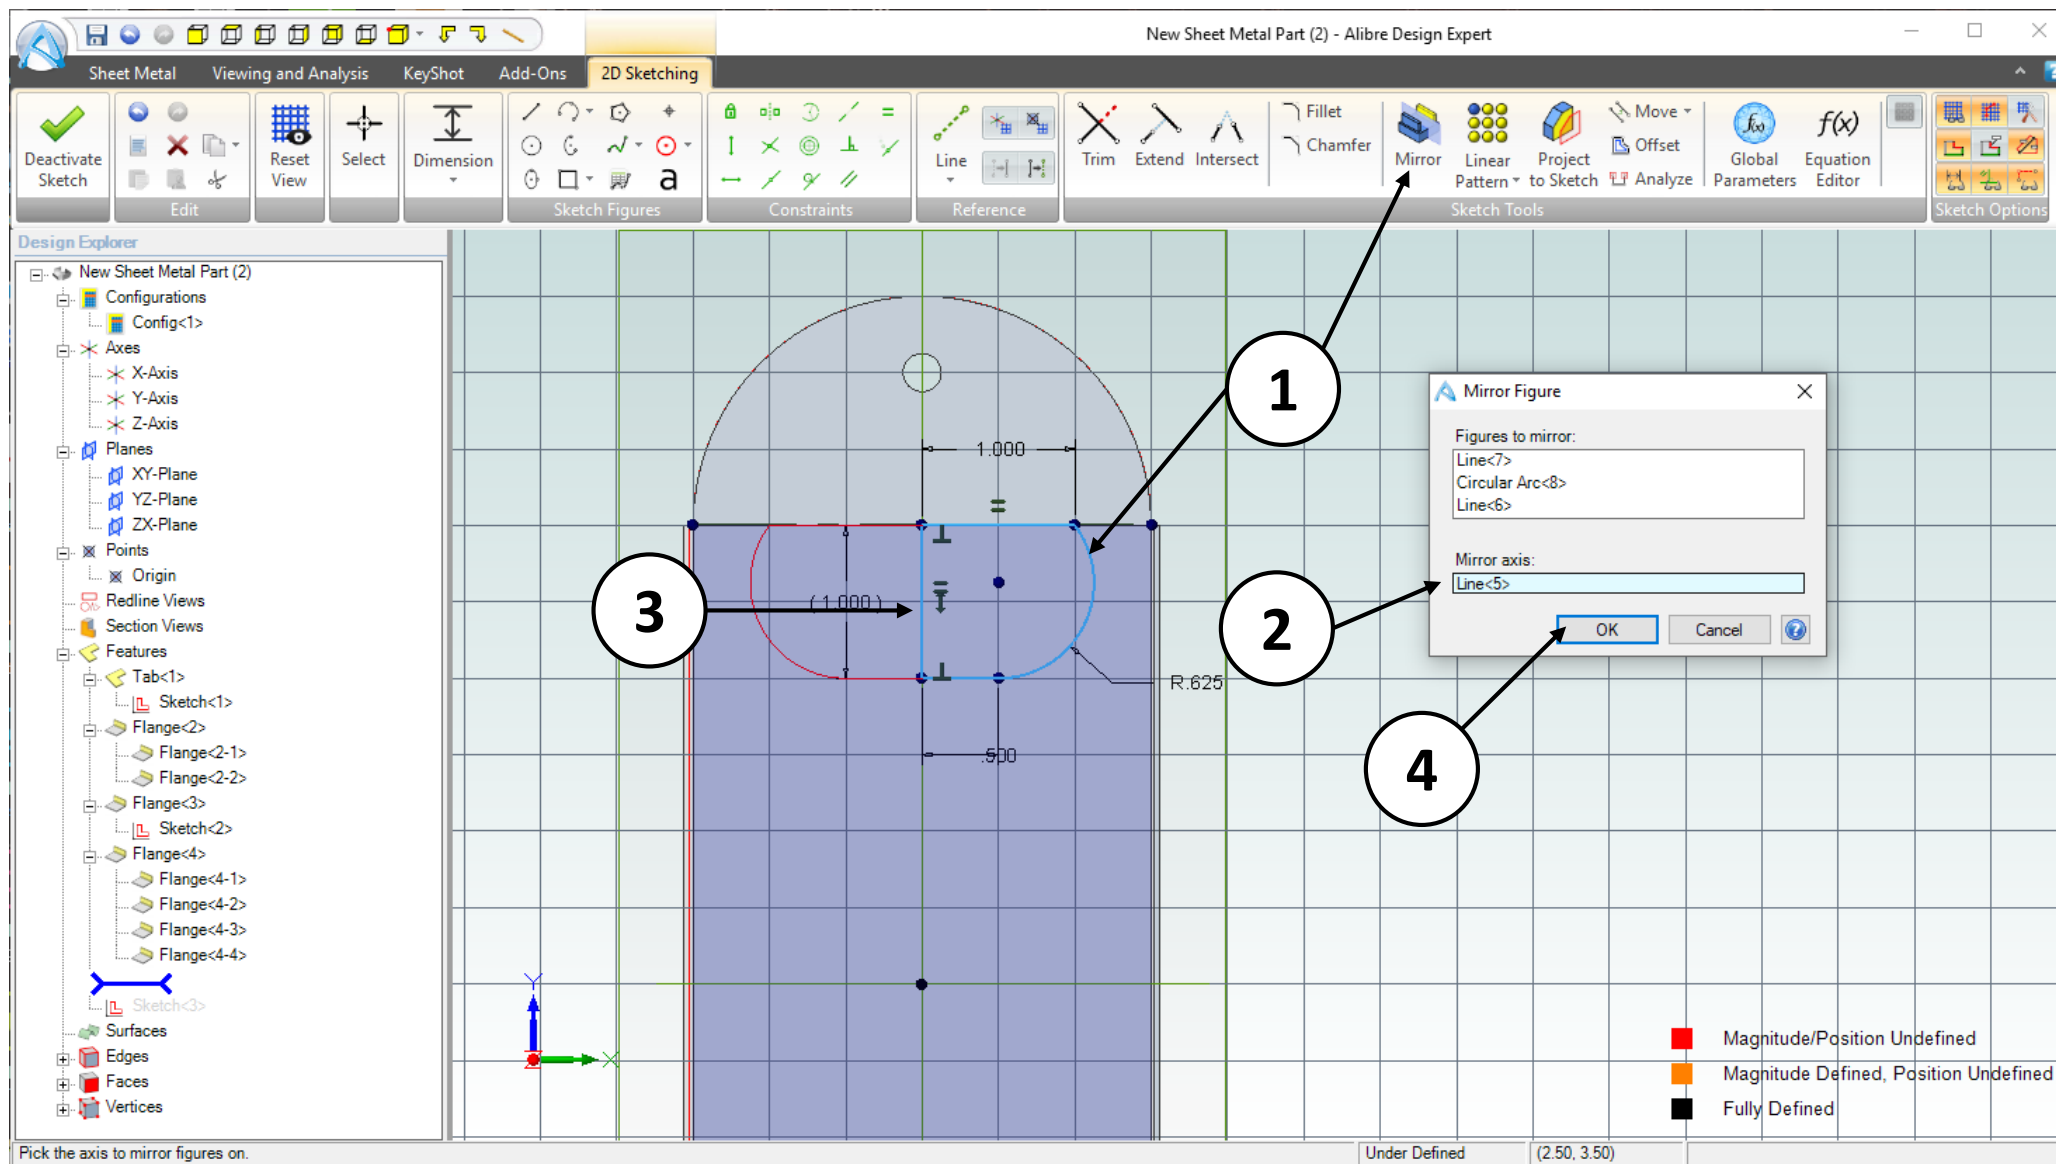 New Sheet Metal Part (2) - Alibre Design Expert
Sheet Metal
Viewing and Analysis
KeyShot
Add-Ons
2D Sketching
Deactivate
Sketch
Edit
Reset
View
Select
Dimension
a
Sketch Figures
Constraints
Line
Reference
Trim
Extend
Intersect
Fillet
Chamfer
Mirror
Linear
Pattern
Project
to Sketch
Move
Offset
Analyze
f(x)
Global
Parameters
f(x)
Equation
Editor
Sketch Tools
Sketch Options
Design Explorer
New Sheet Metal Part (2)
Configurations
Config<1>
Axes
X-Axis
Y-Axis
Z-Axis
Planes
XY-Plane
YZ-Plane
ZX-Plane
Points
Origin
Redline Views
Section Views
Features
Tab<1>
Sketch<1>
Flange<2>
Flange<2-1>
Flange<2-2>
Flange<3>
Sketch<2>
Flange<4>
Flange<4-1>
Flange<4-2>
Flange<4-3>
Flange<4-4>
Sketch<3>
Surfaces
Edges
Faces
Vertices
1.000
( 1.000 )
R.625
.500
Y
X
1
2
3
4
Mirror Figure
Figures to mirror:
Line<7>
Circular Arc<8>
Line<6>
Mirror axis:
Line<5>
OK
Cancel
?
Magnitude/Position Undefined
Magnitude Defined, Position Undefined
Fully Defined
Pick the axis to mirror figures on.
Under Defined
(2.50, 3.50)